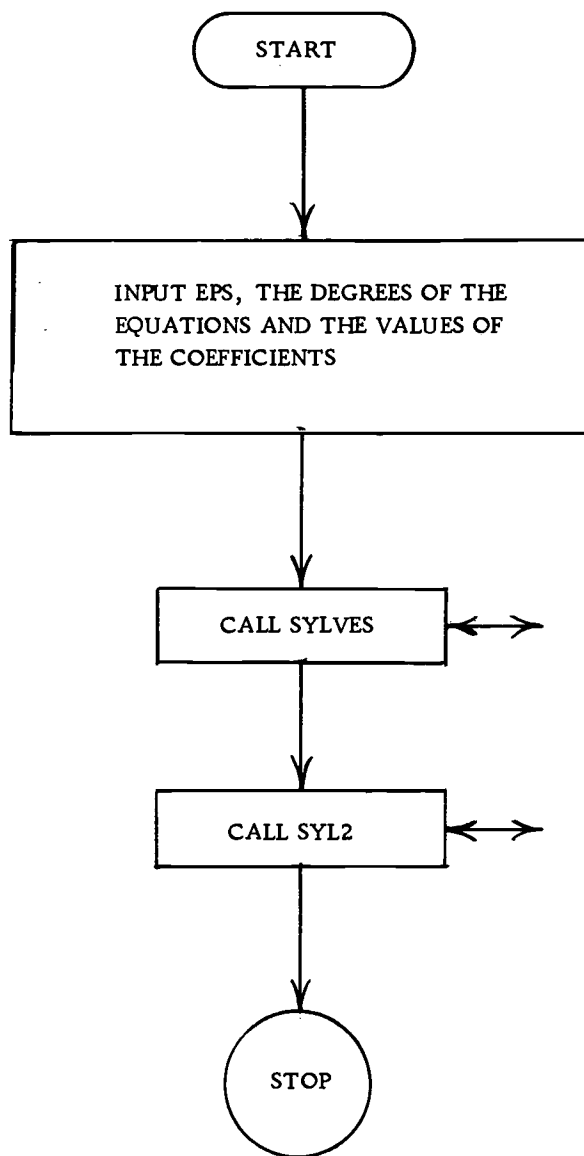 START
INPUT EPS, THE DEGREES OF THE
EQUATIONS AND THE VALUES OF
THE COEFFICIENTS
CALL SYLVES
CALL SYL2
STOP